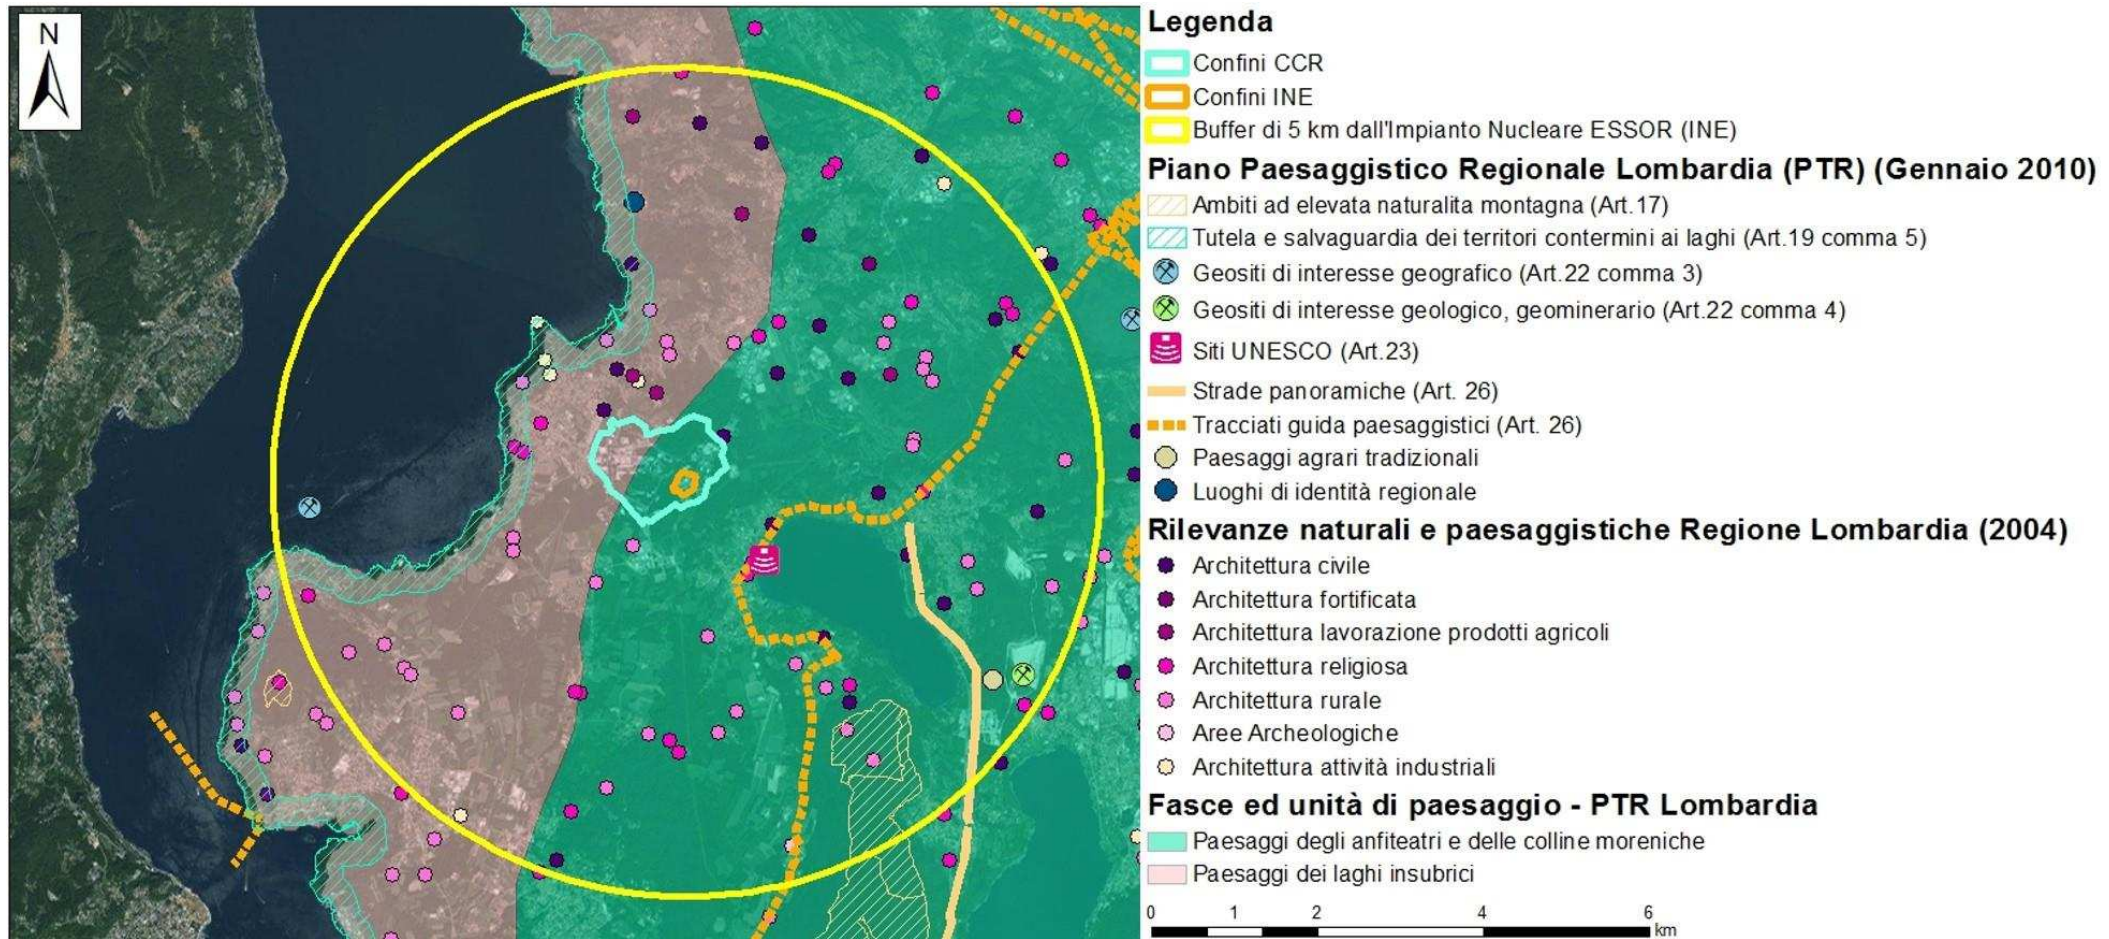 N
Legenda
Confini CCR
Confini INE
Buffer di 5 km dall'Impianto Nucleare ESSOR (INE)
Piano Paesaggistico Regionale Lombardia (PTR) (Gennaio 2010)
Ambiti ad elevata naturalita montagna (Art.17)
Tutela e salvaguardia dei territori contermini ai laghi (Art.19 comma 5)
Geositi di interesse geografico (Art.22 comma 3)
Geositi di interesse geologico, geominerario (Art.22 comma 4)
Siti UNESCO (Art.23)
Strade panoramiche (Art. 26)
Tracciati guida paesaggistici (Art. 26)
Paesaggi agrari tradizionali
Luoghi di identità regionale
Rilevanze naturali e paesaggistiche Regione Lombardia (2004)
Architettura civile
Architettura fortificata
Architettura lavorazione prodotti agricoli
Architettura religiosa
Architettura rurale
Aree Archeologiche
Architettura attività industriali
Fasce ed unità di paesaggio - PTR Lombardia
Paesaggi degli anfiteatri e delle colline moreniche
Paesaggi dei laghi insubrici
0 1 2 4 6
km